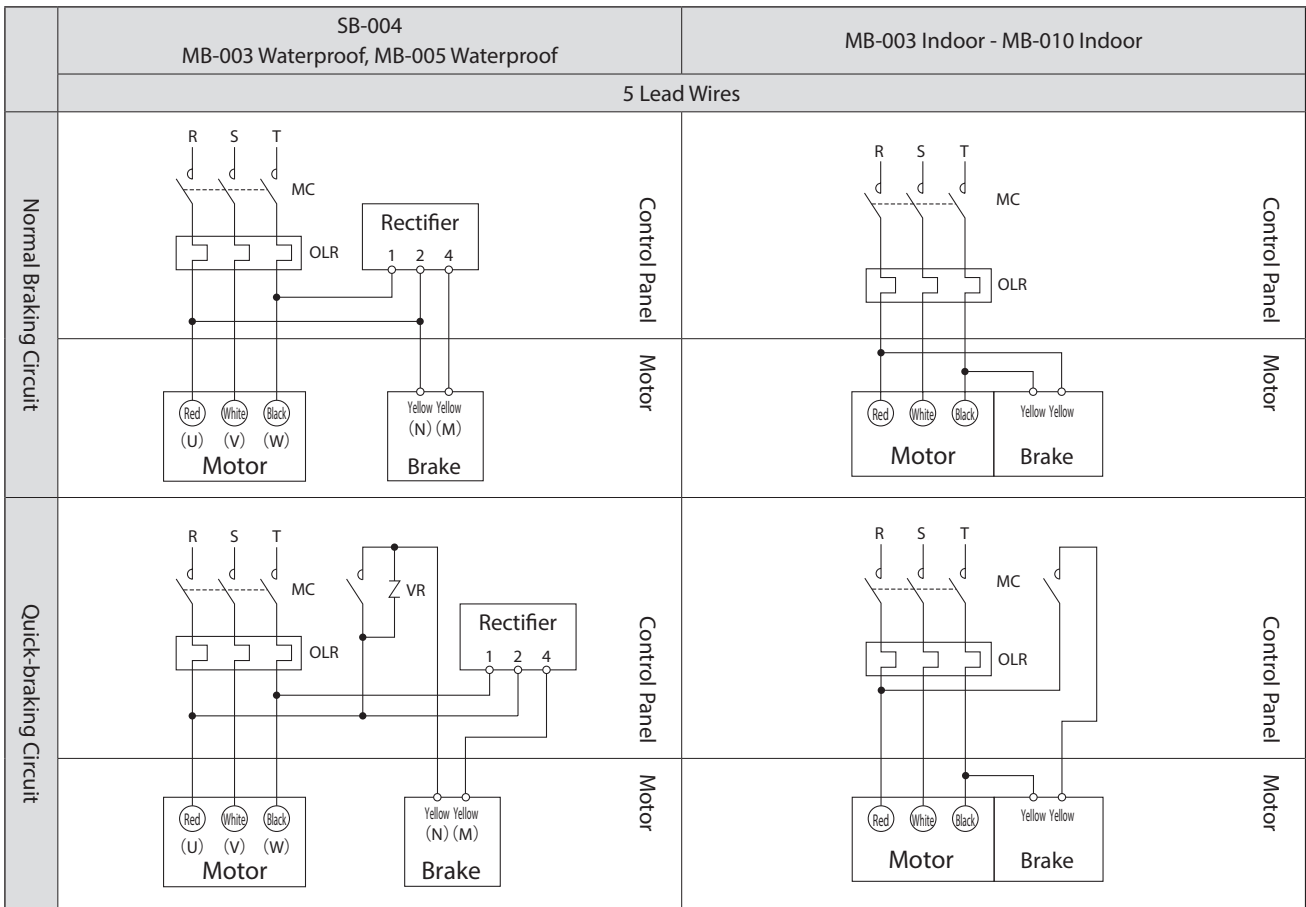 SB-004
MB-003 Waterproof, MB-005 Waterproof
MB-003 Indoor - MB-010 Indoor
5 Lead Wires
Normal Braking Circuit
R S T
MC
OLR
Rectifier
1 2 4
Control Panel
Motor
Red White Black
(U) (V) (W)
Motor
Yellow Yellow
(N) (M)
Brake
R S T
MC
OLR
Control Panel
Motor
Red White Black
Motor
Yellow Yellow
Brake
Quick-braking Circuit
R S T
MC
VR
OLR
Rectifier
1 2 4
Control Panel
Motor
Red White Black
(U) (V) (W)
Motor
Yellow Yellow
(N) (M)
Brake
R S T
MC
OLR
Control Panel
Motor
Red White Black
Motor
Yellow Yellow
Brake